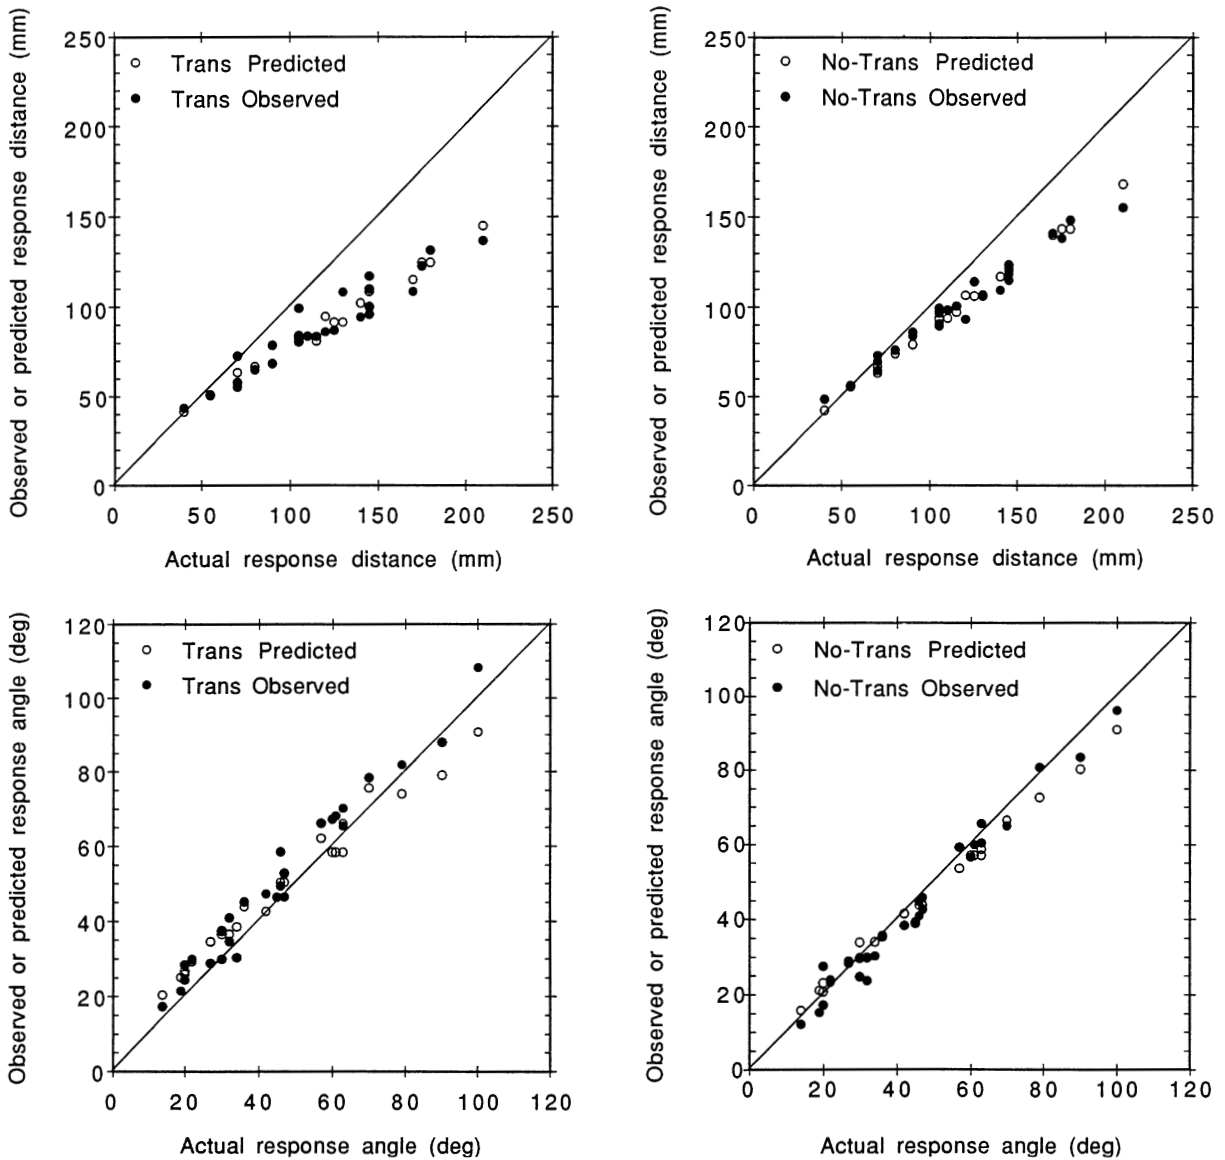 Observed or predicted response distance (mm)
250
200
150
100
50
0
Trans Predicted
Trans Observed
0 50 100 150 200 250
Actual response distance (mm)
Observed or predicted response distance (mm)
250
200
150
100
50
0
No-Trans Predicted
No-Trans Observed
0 50 100 150 200 250
Actual response distance (mm)
Observed or predicted response angle (deg)
120
100
80
60
40
20
0
Trans Predicted
Trans Observed
0 20 40 60 80 100 120
Actual response angle (deg)
Observed or predicted response angle (deg)
120
100
80
60
40
20
0
No-Trans Predicted
No-Trans Observed
0 20 40 60 80 100 120
Actual response angle (deg)